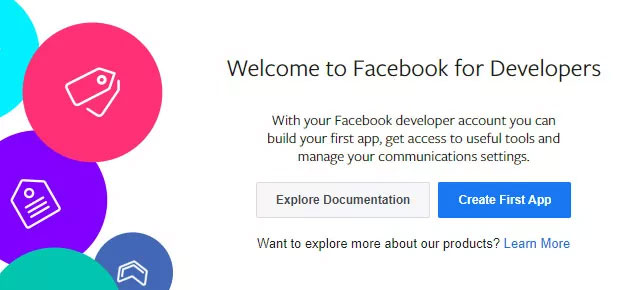 Welcome to Facebook for Developers
With your Facebook developer account you can
build your first app, get access to useful tools and
manage your communications settings.
Explore Documentation
Create First App
Want to explore more about our products? Learn More